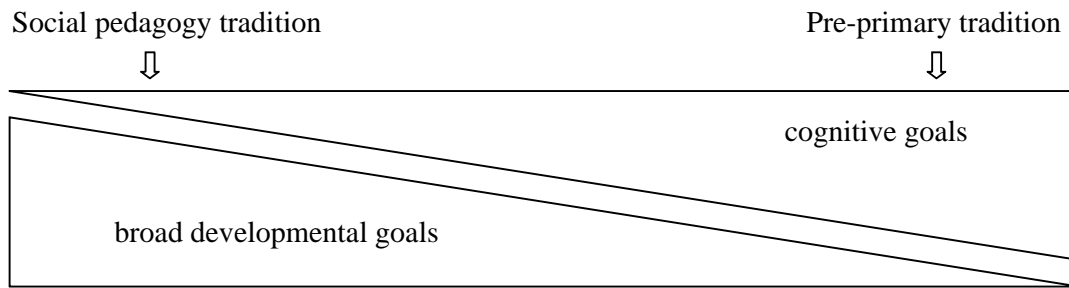 Social pedagogy tradition
Pre-primary tradition
cognitive goals
broad developmental goals